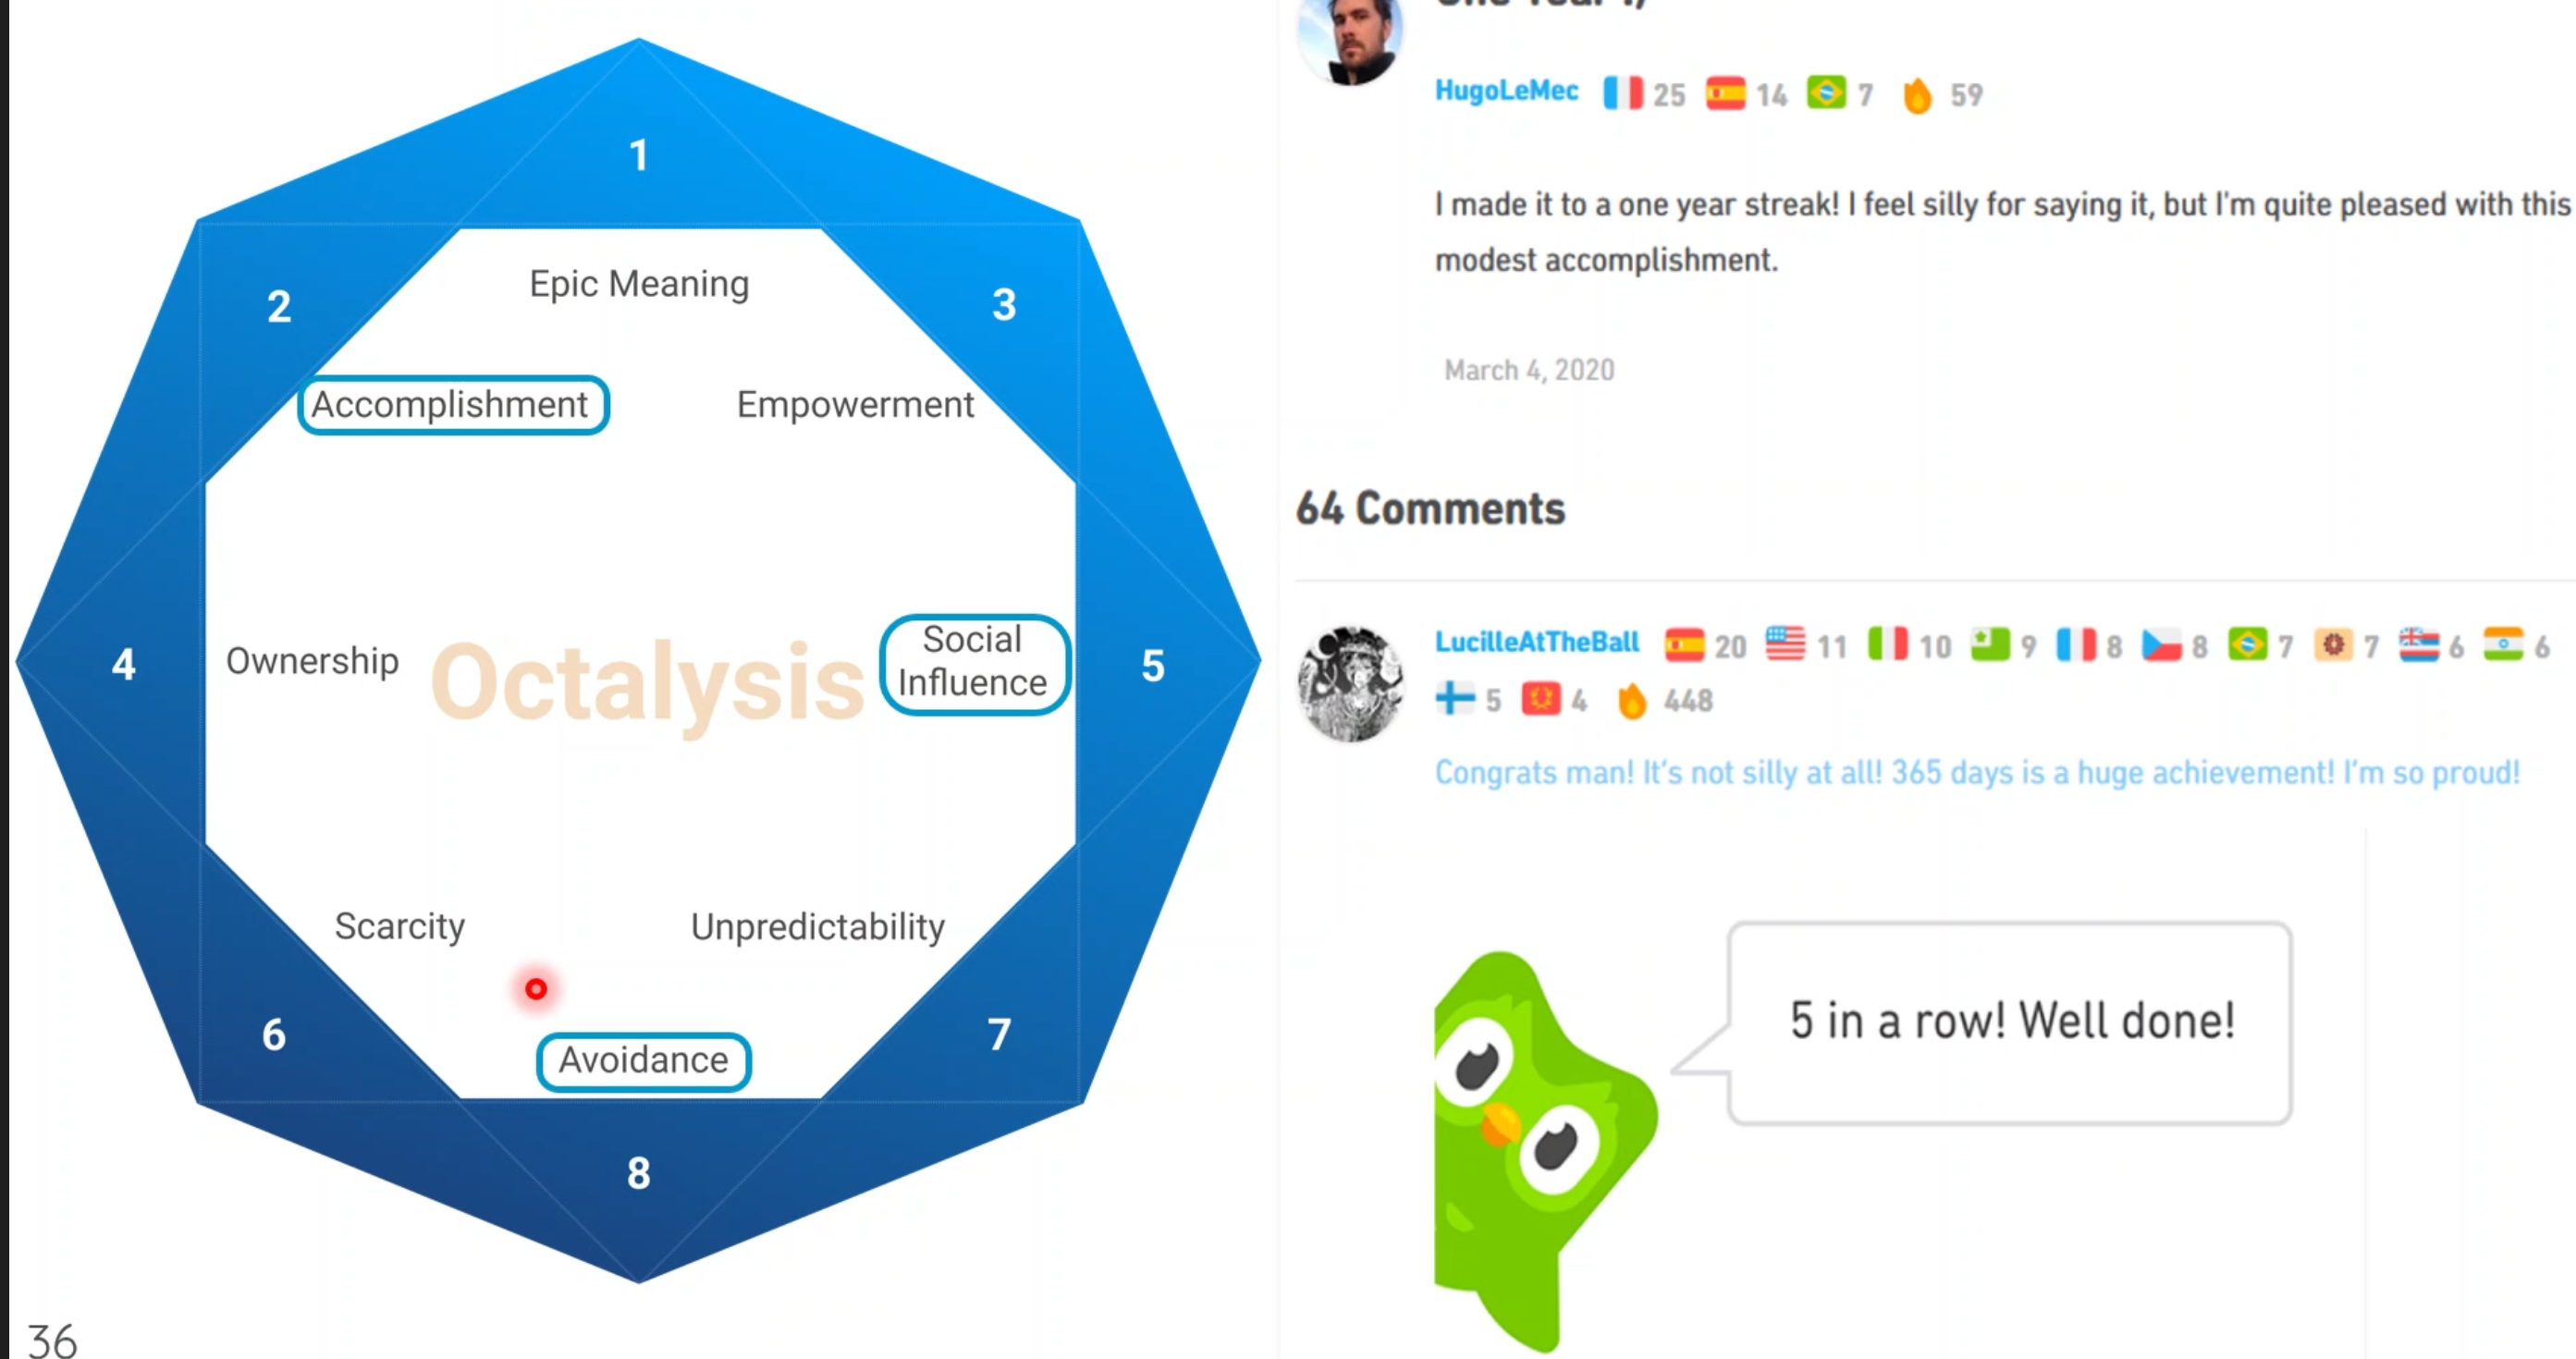 1
2
3
Epic Meaning
Accomplishment
Empowerment
4
Ownership
Octalysis
Social
Influence
5
Scarcity
Unpredictability
6
7
Avoidance
8
36
HugoLeMec 25 14 7 59
I made it to a one year streak! I feel silly for saying it, but I'm quite pleased with this
modest accomplishment.
March 4, 2020
64 Comments
LucilleAtTheBall 20 11 10 9 8 8 7 7 6 6
5 4 448
Congrats man! It's not silly at all! 365 days is a huge achievement! I'm so proud!
5 in a row! Well done!